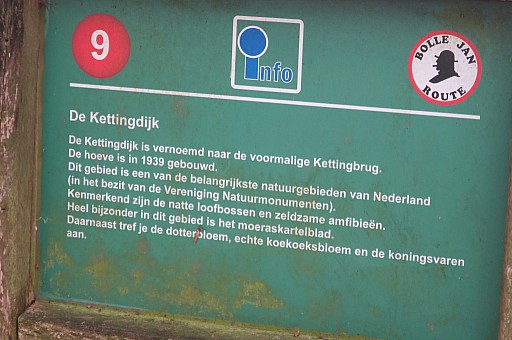 9
info
BOLLE JAN
ROUTE
De Kettingdijk
De Kettingdijk is vernoemd naar de voormalige Kettingbrug.
De hoeve is in 1939 gebouwd.
Dit gebied is een van de belangrijkste natuurgebieden van Nederland
(in het bezit van de Vereniging Natuurmonumenten).
Kenmerkend zijn de natte loofbossen en zeldzame amfibieën.
Heel bijzonder in dit gebied is het moeraskartelblad.
Daarnaast tref je de dotterbloem, echte koekoeksbloem en de koningsvaren
aan.